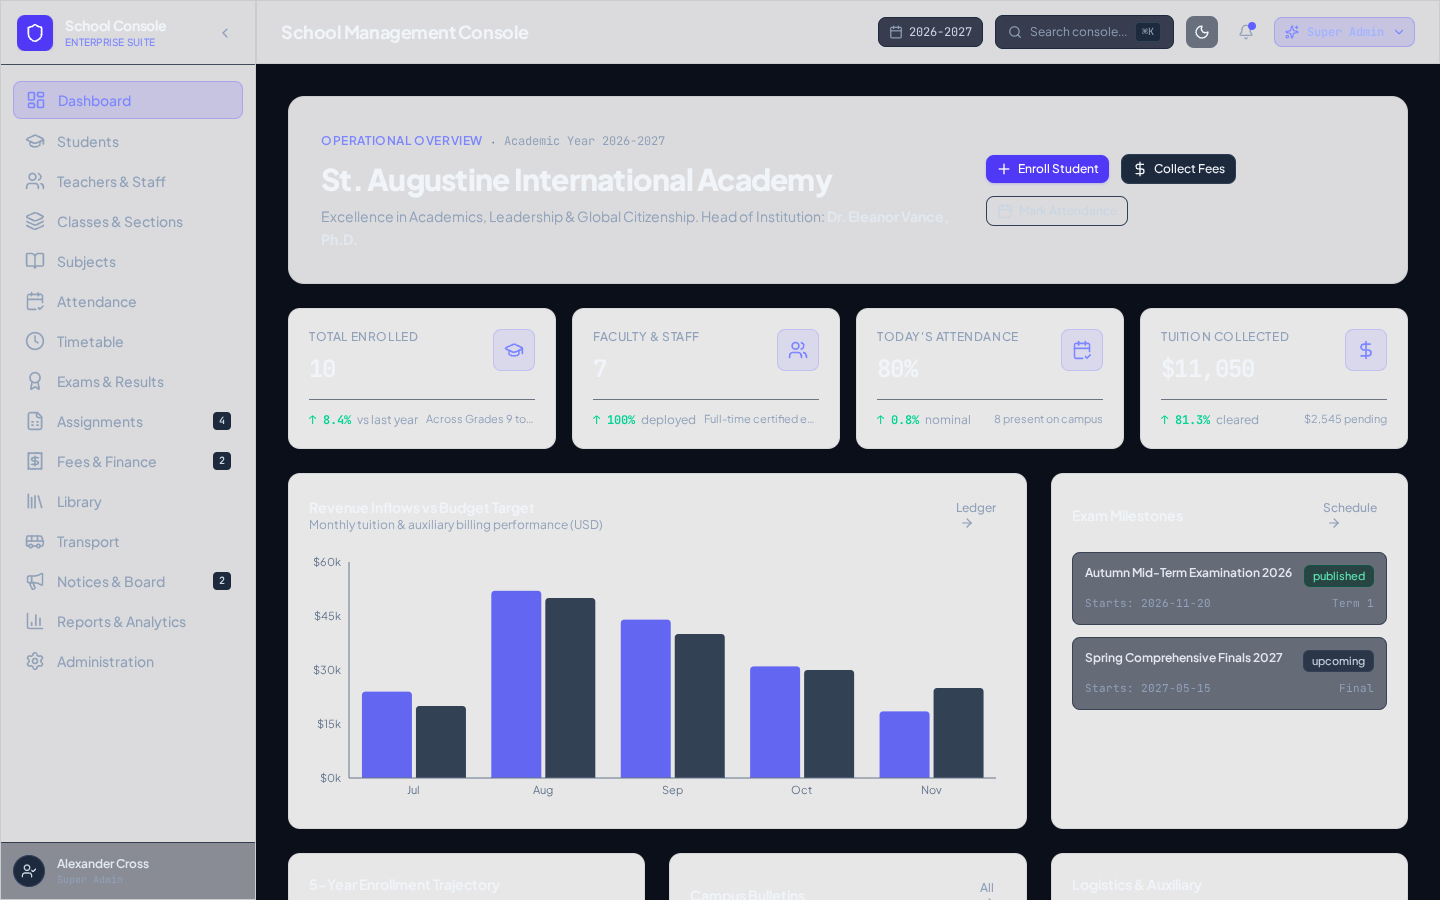 School Console
ENTERPRISE SUITE
School Management Console
2026-2027
Search console...
⌘K
Super Admin
Dashboard
Students
Teachers & Staff
Classes & Sections
Subjects
Attendance
Timetable
Exams & Results
Assignments
4
Fees & Finance
2
Library
Transport
Notices & Board
2
Reports & Analytics
Administration
Alexander Cross
Super Admin
OPERATIONAL OVERVIEW · Academic Year 2026-2027
St. Augustine International Academy
Excellence in Academics, Leadership & Global Citizenship. Head of Institution: Dr. Eleanor Vance,
Ph.D.
Enroll Student
Collect Fees
Mark Attendance
TOTAL ENROLLED
10
↑ 8.4% vs last year Across Grades 9 to...
FACULTY & STAFF
7
↑ 100% deployed Full-time certified e...
TODAY'S ATTENDANCE
80%
↑ 0.8% nominal 8 present on campus
TUITION COLLECTED
$11,050
↑ 81.3% cleared $2,545 pending
Revenue Inflows vs Budget Target
Monthly tuition & auxiliary billing performance (USD)
Ledger
→
$60k
$45k
$30k
$15k
$0k
Jul
Aug
Sep
Oct
Nov
Exam Milestones
Schedule
→
Autumn Mid-Term Examination 2026
published
Starts: 2026-11-20
Term 1
Spring Comprehensive Finals 2027
upcoming
Starts: 2027-05-15
Final
5-Year Enrollment Trajectory
Campus Bulletins
All
Logistics & Auxiliary